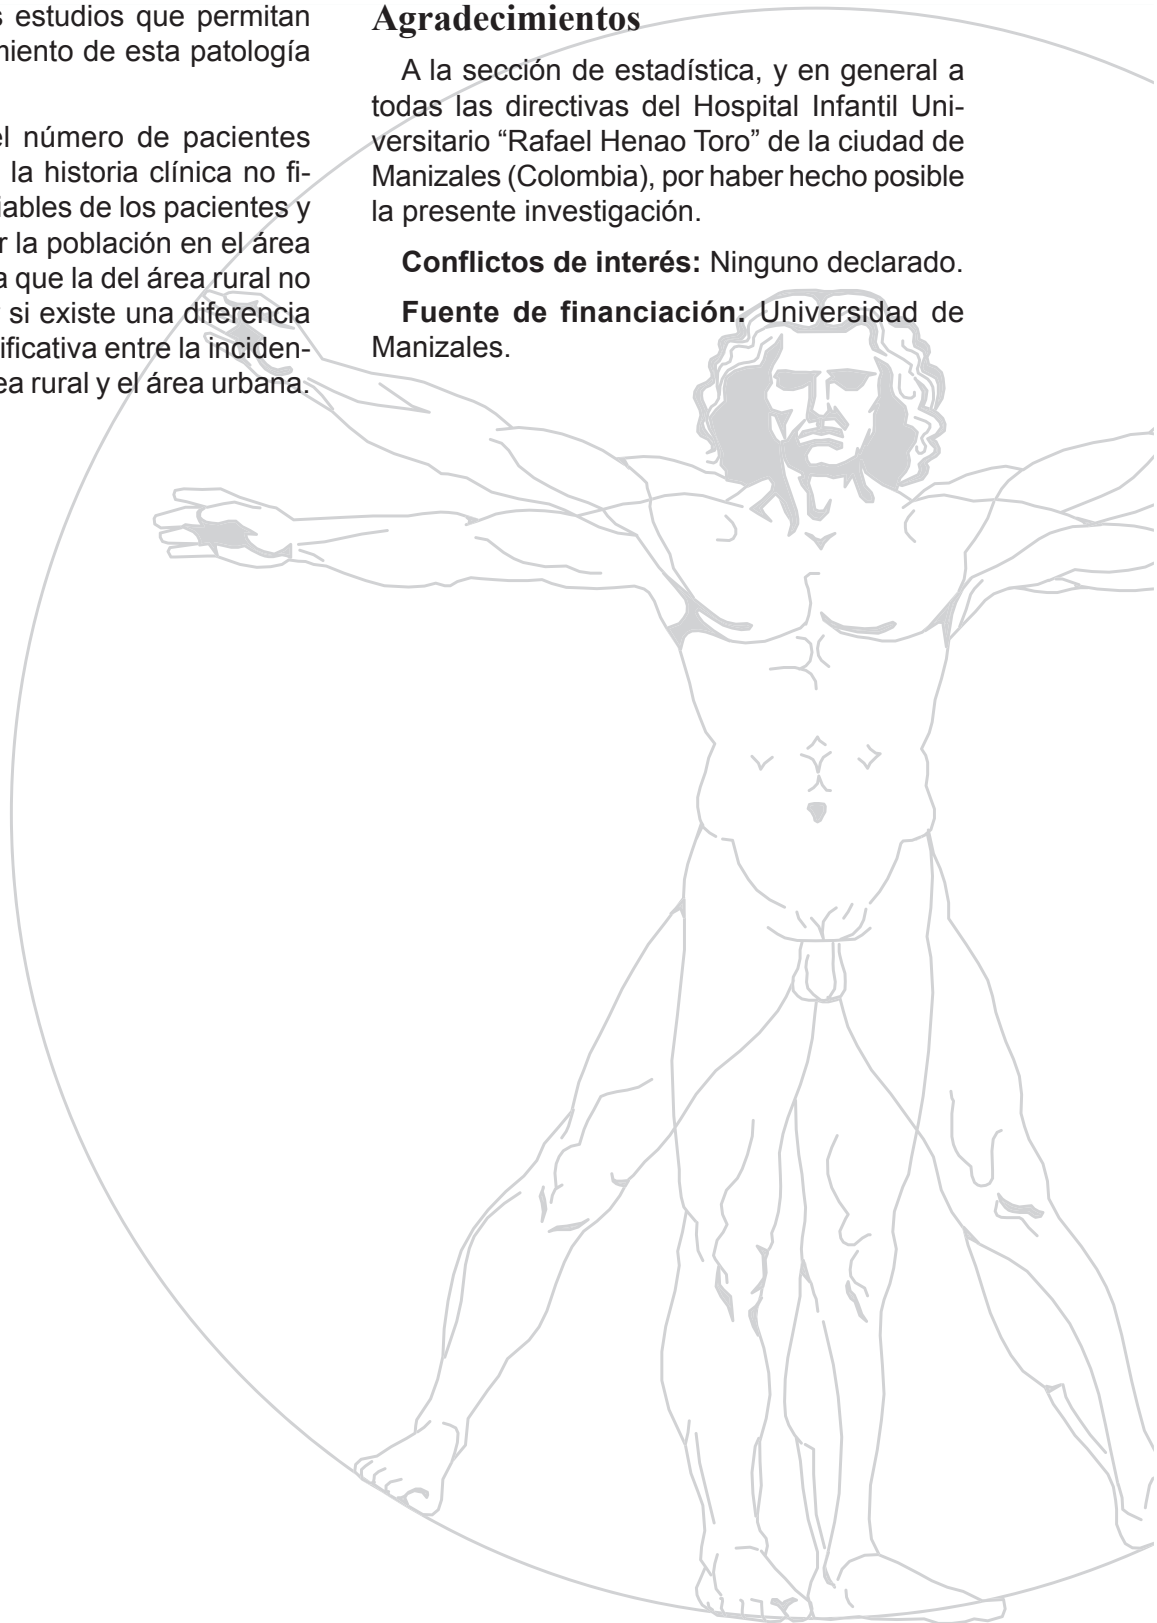 s estudios que permitan
miento de esta patología
el número de pacientes
la historia clínica no fi-
iables de los pacientes y
r la población en el área
a que la del área rural no
si existe una diferencia
ificativa entre la inciden-
ea rural y el área urbana.
Agradecimientos
A la sección de estadística, y en general a
todas las directivas del Hospital Infantil Uni-
versitario “Rafael Henao Toro” de la ciudad de
Manizales (Colombia), por haber hecho posible
la presente investigación.
Conflictos de interés: Ninguno declarado.
Fuente de financiación: Universidad de
Manizales.